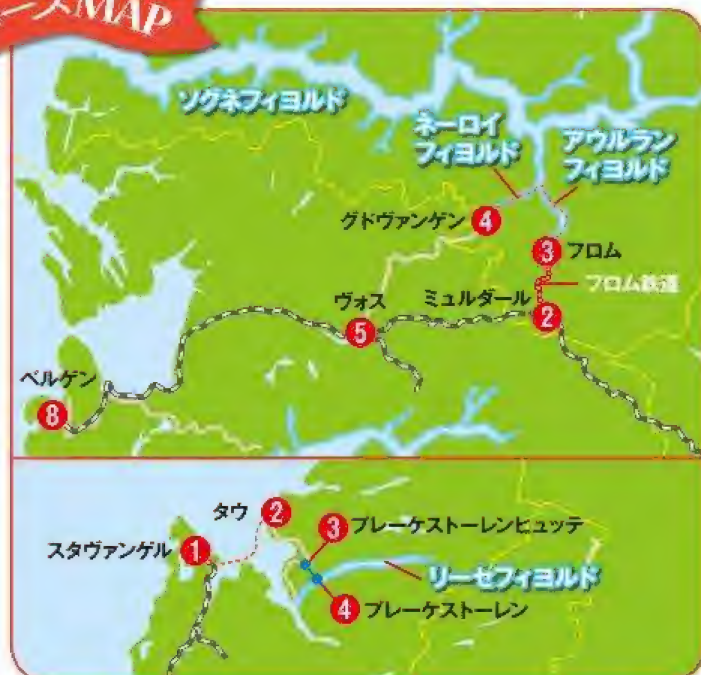 ースMAP
ソグネフィヨルド
ネーロイ
フィヨルド
アウルラン
フィヨルド
グドヴァンゲン
4
3
フロム
フロム鉄道
ヴォス
ミュルダール
5
2
ベルゲン
8
タウ
2
3
プレーケストーレンヒュッテ
スタヴァンゲル
1
リーセフィヨルド
4
プレーケストーレン